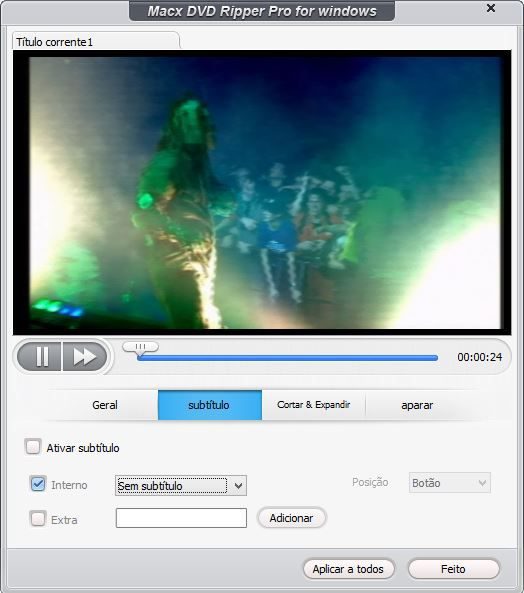 Macx DVD Ripper Pro for windows
Título corrente1
00:00:24
Geral
subtítulo
Cortar & Expandir
aparar
Ativar subtítulo
Interno
Sem subtítulo
Posição
Botão
Extra
Adicionar
Aplicar a todos
Feito